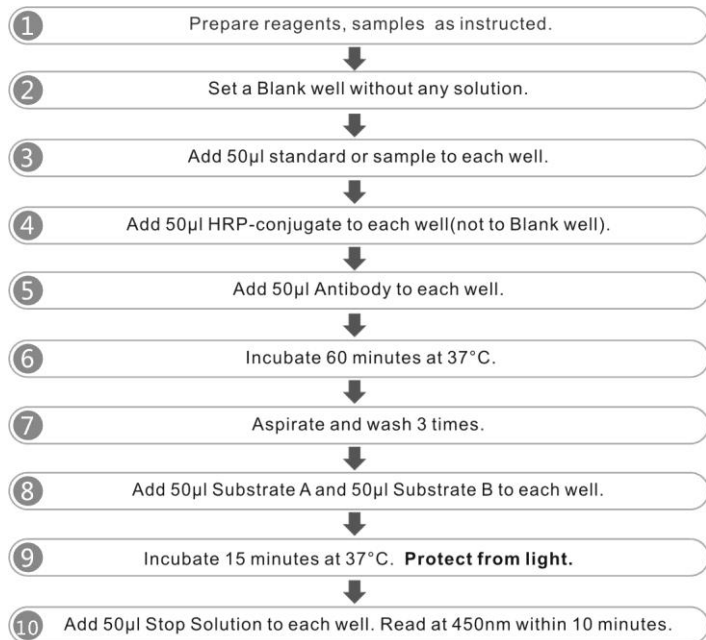 1 Prepare reagents, samples as instructed.
2 Set a Blank well without any solution.
3 Add 50µl standard or sample to each well.
4 Add 50µl HRP-conjugate to each well(not to Blank well).
5 Add 50µl Antibody to each well.
6 Incubate 60 minutes at 37°C.
7 Aspirate and wash 3 times.
8 Add 50µl Substrate A and 50µl Substrate B to each well.
9 Incubate 15 minutes at 37°C. Protect from light.
10 Add 50µl Stop Solution to each well. Read at 450nm within 10 minutes.